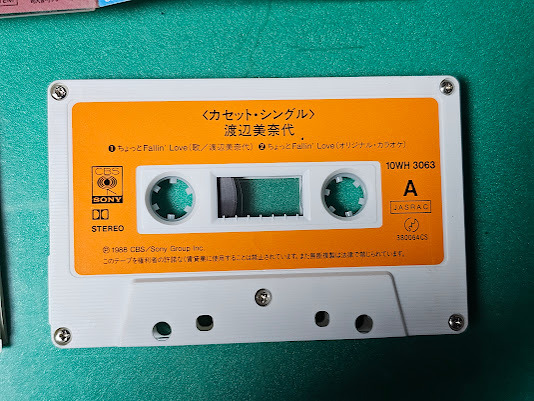 〈カセット・シングル〉
渡辺美奈代
❶ちょっとFallin' Love(歌/渡辺美奈代) ❷ちょっとFallin' Love(オリジナル・カラオケ)
10WH 3063
CBS
SONY
A
JASRAC
STEREO
380064CS
Ⓟ1988 CBS/Sony Group Inc.
このテープを権利者の許諾なく賃貸業に使用することは禁止されています。また無断複製は法律で禁じられています。